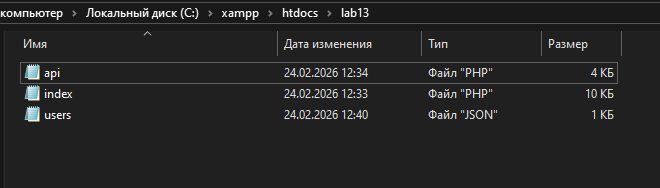 компьютер > Локальный диск (C:) > xampp > htdocs > lab13
Имя Дата изменения Тип Размер
api 24.02.2026 12:34 Файл "PHP" 4 КБ
index 24.02.2026 12:33 Файл "PHP" 10 КБ
users 24.02.2026 12:40 Файл "JSON" 1 КБ